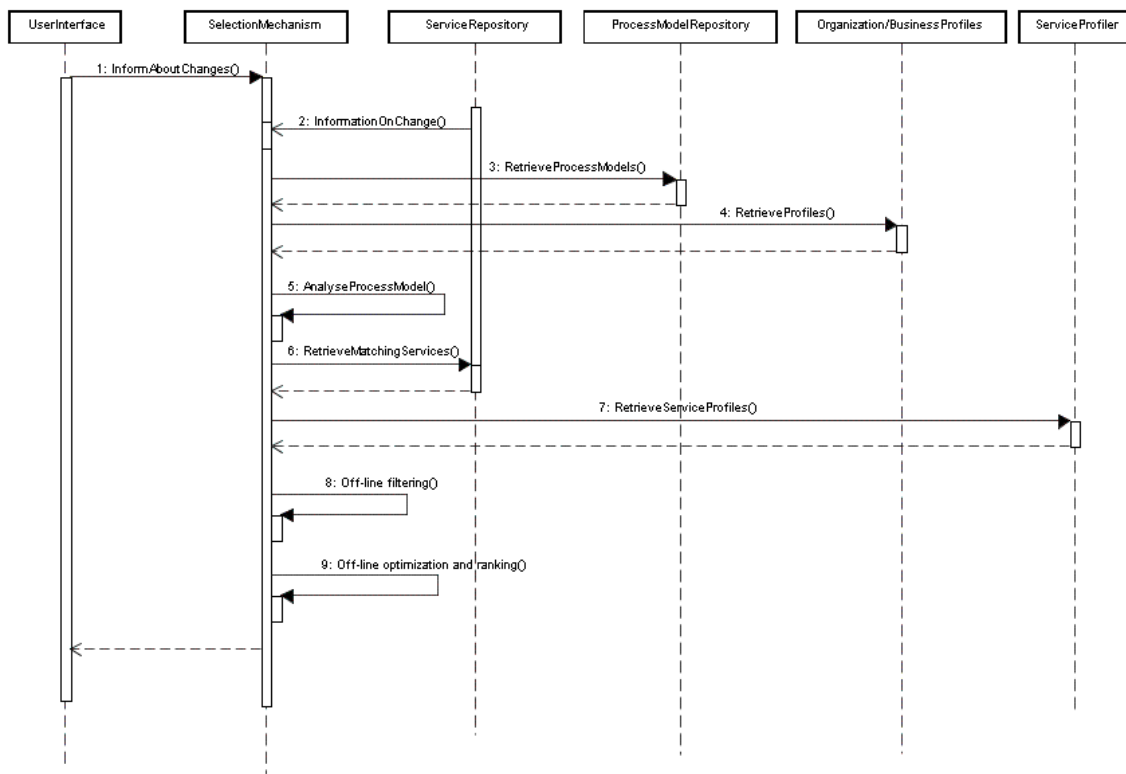 UserInterface
SelectionMechanism
ServiceRepository
ProcessModelRepository
Organization/BusinessProfiles
ServiceProfiler
1: InformAboutChanges()
2: InformationOnChange()
3: RetrieveProcessModels()
4: RetrieveProfiles()
5: AnalyseProcessModel()
6: RetrieveMatchingServices()
7: RetrieveServiceProfiles()
8: Off-line filtering()
9: Off-line optimization and ranking()